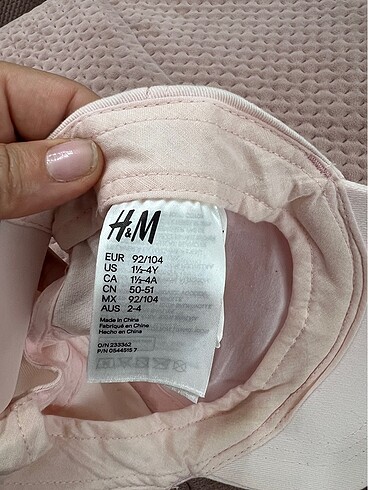 H&M
EUR 92/104
US 1½-4Y
CA 1½-4A
CN 50-51
MX 92/104
AUS 2-4
Made in China
Fabriqué en Chine
Hecho en China
O/N 233362
P/N 0544515 7